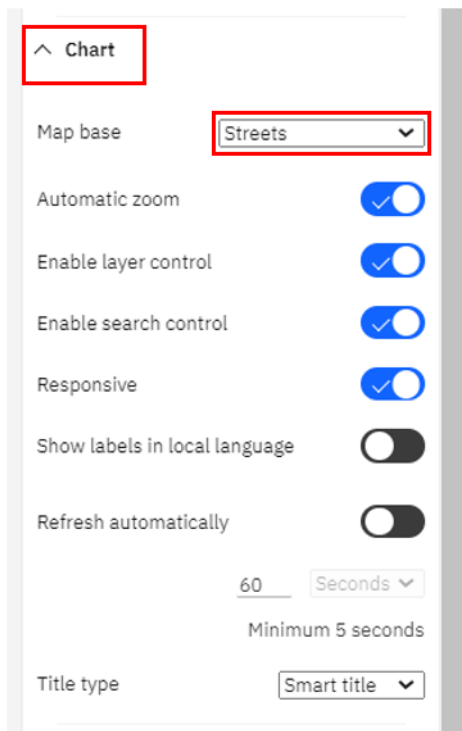 Chart
Map base Streets
Automatic zoom
Enable layer control
Enable search control
Responsive
Show labels in local language
Refresh automatically
60 Seconds
Minimum 5 seconds
Title type Smart title